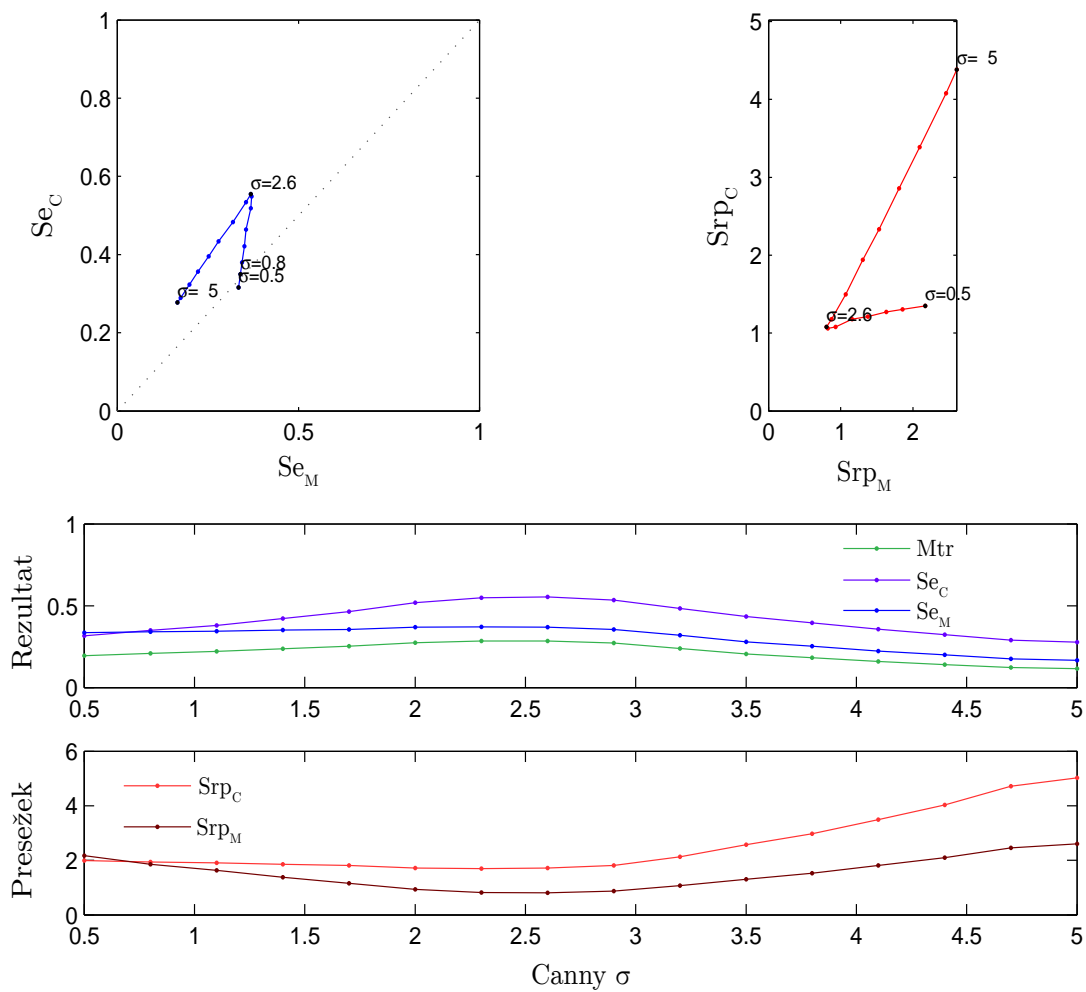 1
0.8
0.6
0.4
0.2
0
0
0.5
1
Se_C
Se_M
σ=2.6
σ=0.8
σ=0.5
σ= 5
5
4
3
2
1
0
0
1
2
Srp_C
Srp_M
σ= 5
σ=0.5
σ=2.6
1
0.5
0
Rezultat
Mtr
Se_C
Se_M
0.5 1 1.5 2 2.5 3 3.5 4 4.5 5
6
4
2
0
Presežek
Srp_C
Srp_M
0.5 1 1.5 2 2.5 3 3.5 4 4.5 5
Canny σ